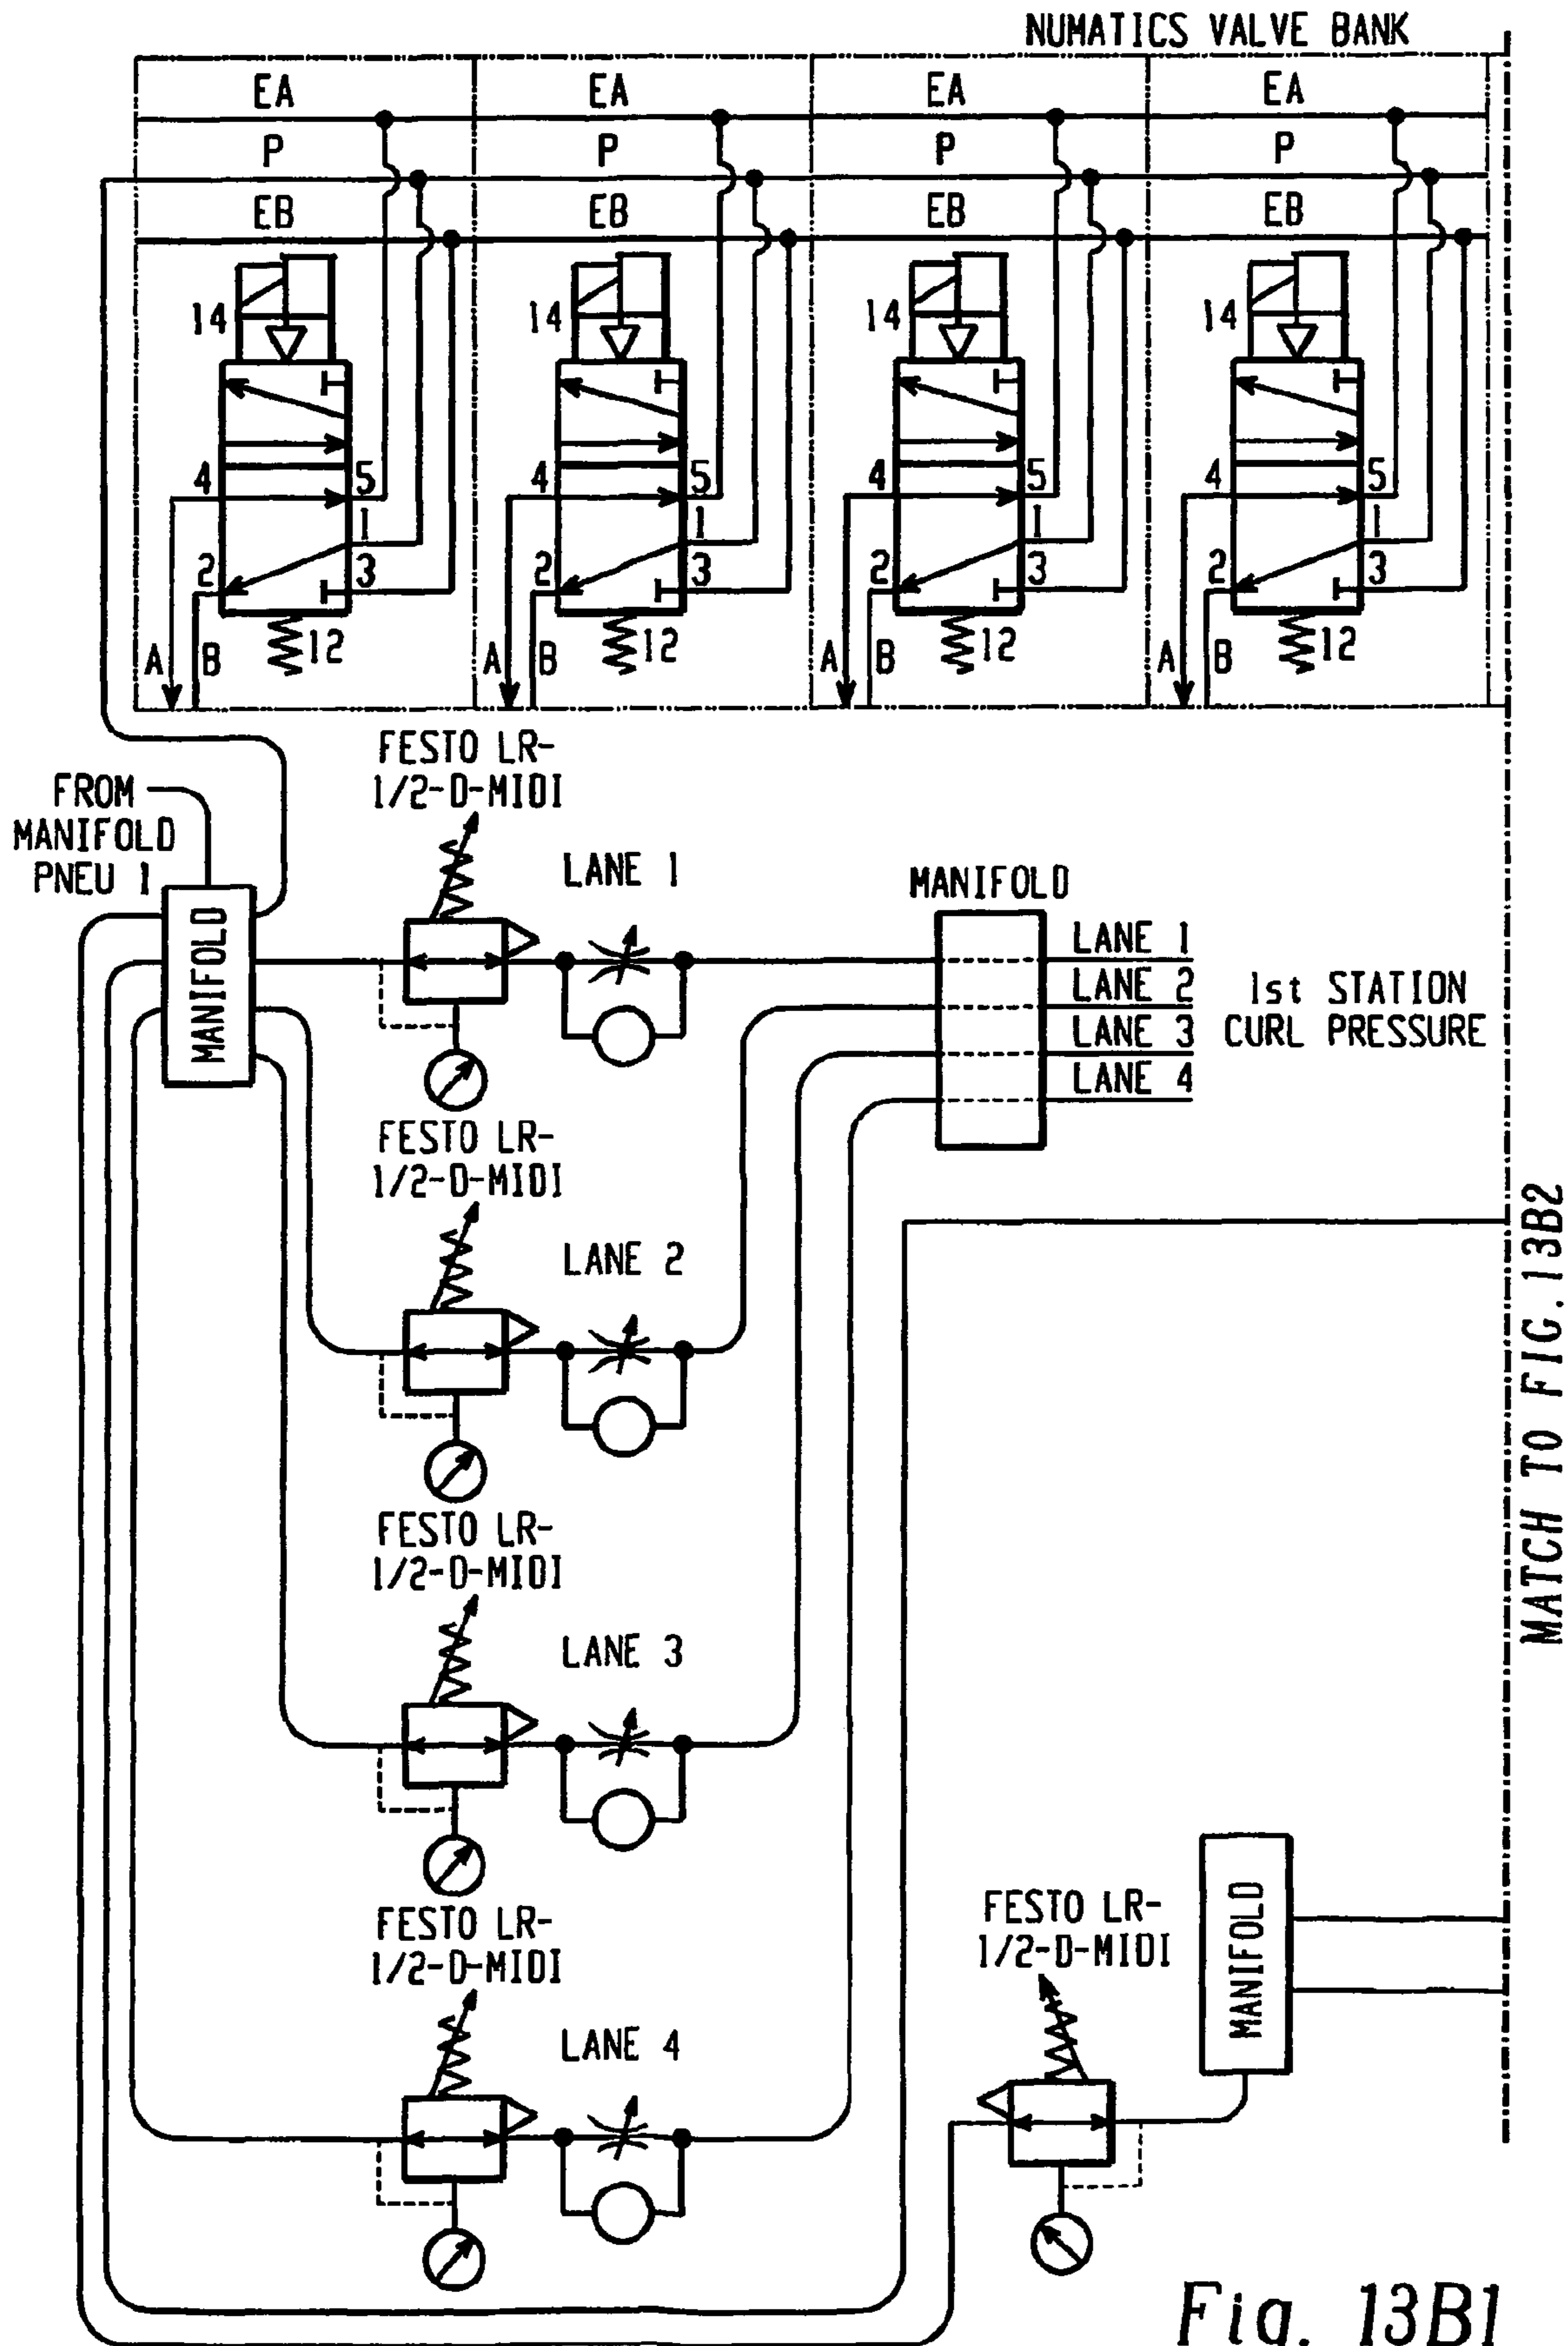 NUMATICS VALVE BANK
EA EA EA EA
P P P P
EB EB EB EB
14 14 14 14
4 5 4 5 4 5 4 5
1 1 1 1
2 3 2 3 2 3 2 3
A B 12 A B 12 A B 12 A B 12
FROM
MANIFOLD
PNEU 1
MANIFOLD
FESTO LR-
1/2-D-MIDI
LANE 1
MANIFOLD
LANE 1
LANE 2
LANE 3
LANE 4
1st STATION
CURL PRESSURE
FESTO LR-
1/2-D-MIDI
LANE 2
FESTO LR-
1/2-D-MIDI
LANE 3
FESTO LR-
1/2-D-MIDI
LANE 4
FESTO LR-
1/2-D-MIDI
MANIFOLD
MATCH TO FIG. 13B2
Fig. 13B1